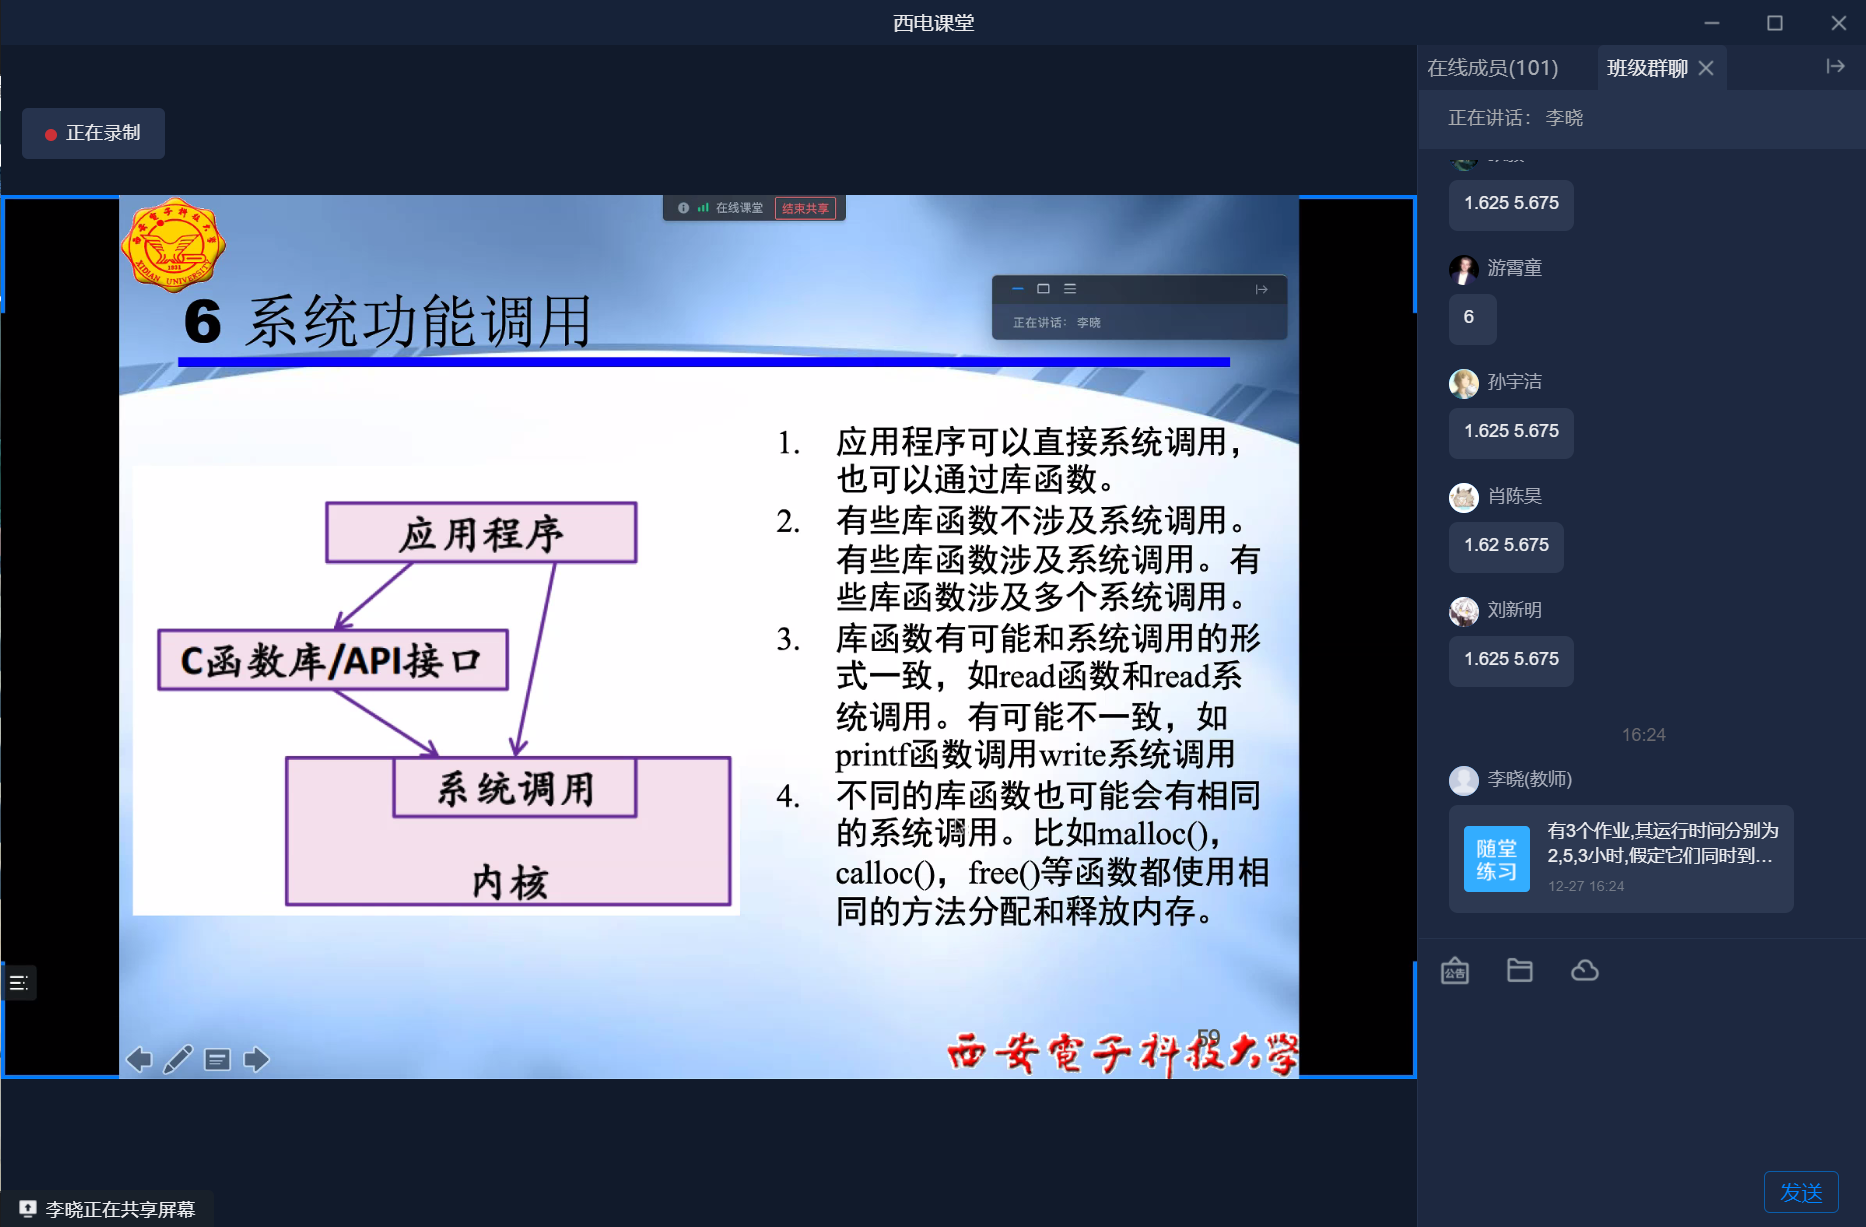 西电课堂
正在录制
在线课堂
结束共享
正在讲话： 李晓
6 系统功能调用
应用程序
C函数库/API接口
系统调用
内核
1. 应用程序可以直接系统调用，
也可以通过库函数。
2. 有些库函数不涉及系统调用。
有些库函数涉及系统调用。有
些库函数涉及多个系统调用。
3. 库函数有可能和系统调用的形
式一致，如read函数和read系
统调用。有可能不一致，如
printf函数调用write系统调用
4. 不同的库函数也可能会有相同
的系统调用。比如malloc()，
calloc()，free()等函数都使用相
同的方法分配和释放内存。
59
西安電子科技大學
XIDIAN UNIVERSITY
1931
李晓正在共享屏幕
在线成员(101)
班级群聊
正在讲话： 李晓
1.625 5.675
游霄童
6
孙宇洁
1.625 5.675
肖陈昊
1.62 5.675
刘新明
1.625 5.675
16:24
李晓(教师)
随堂
练习
有3个作业,其运行时间分别为
2,5,3小时,假定它们同时到...
12-27 16:24
公告
发送